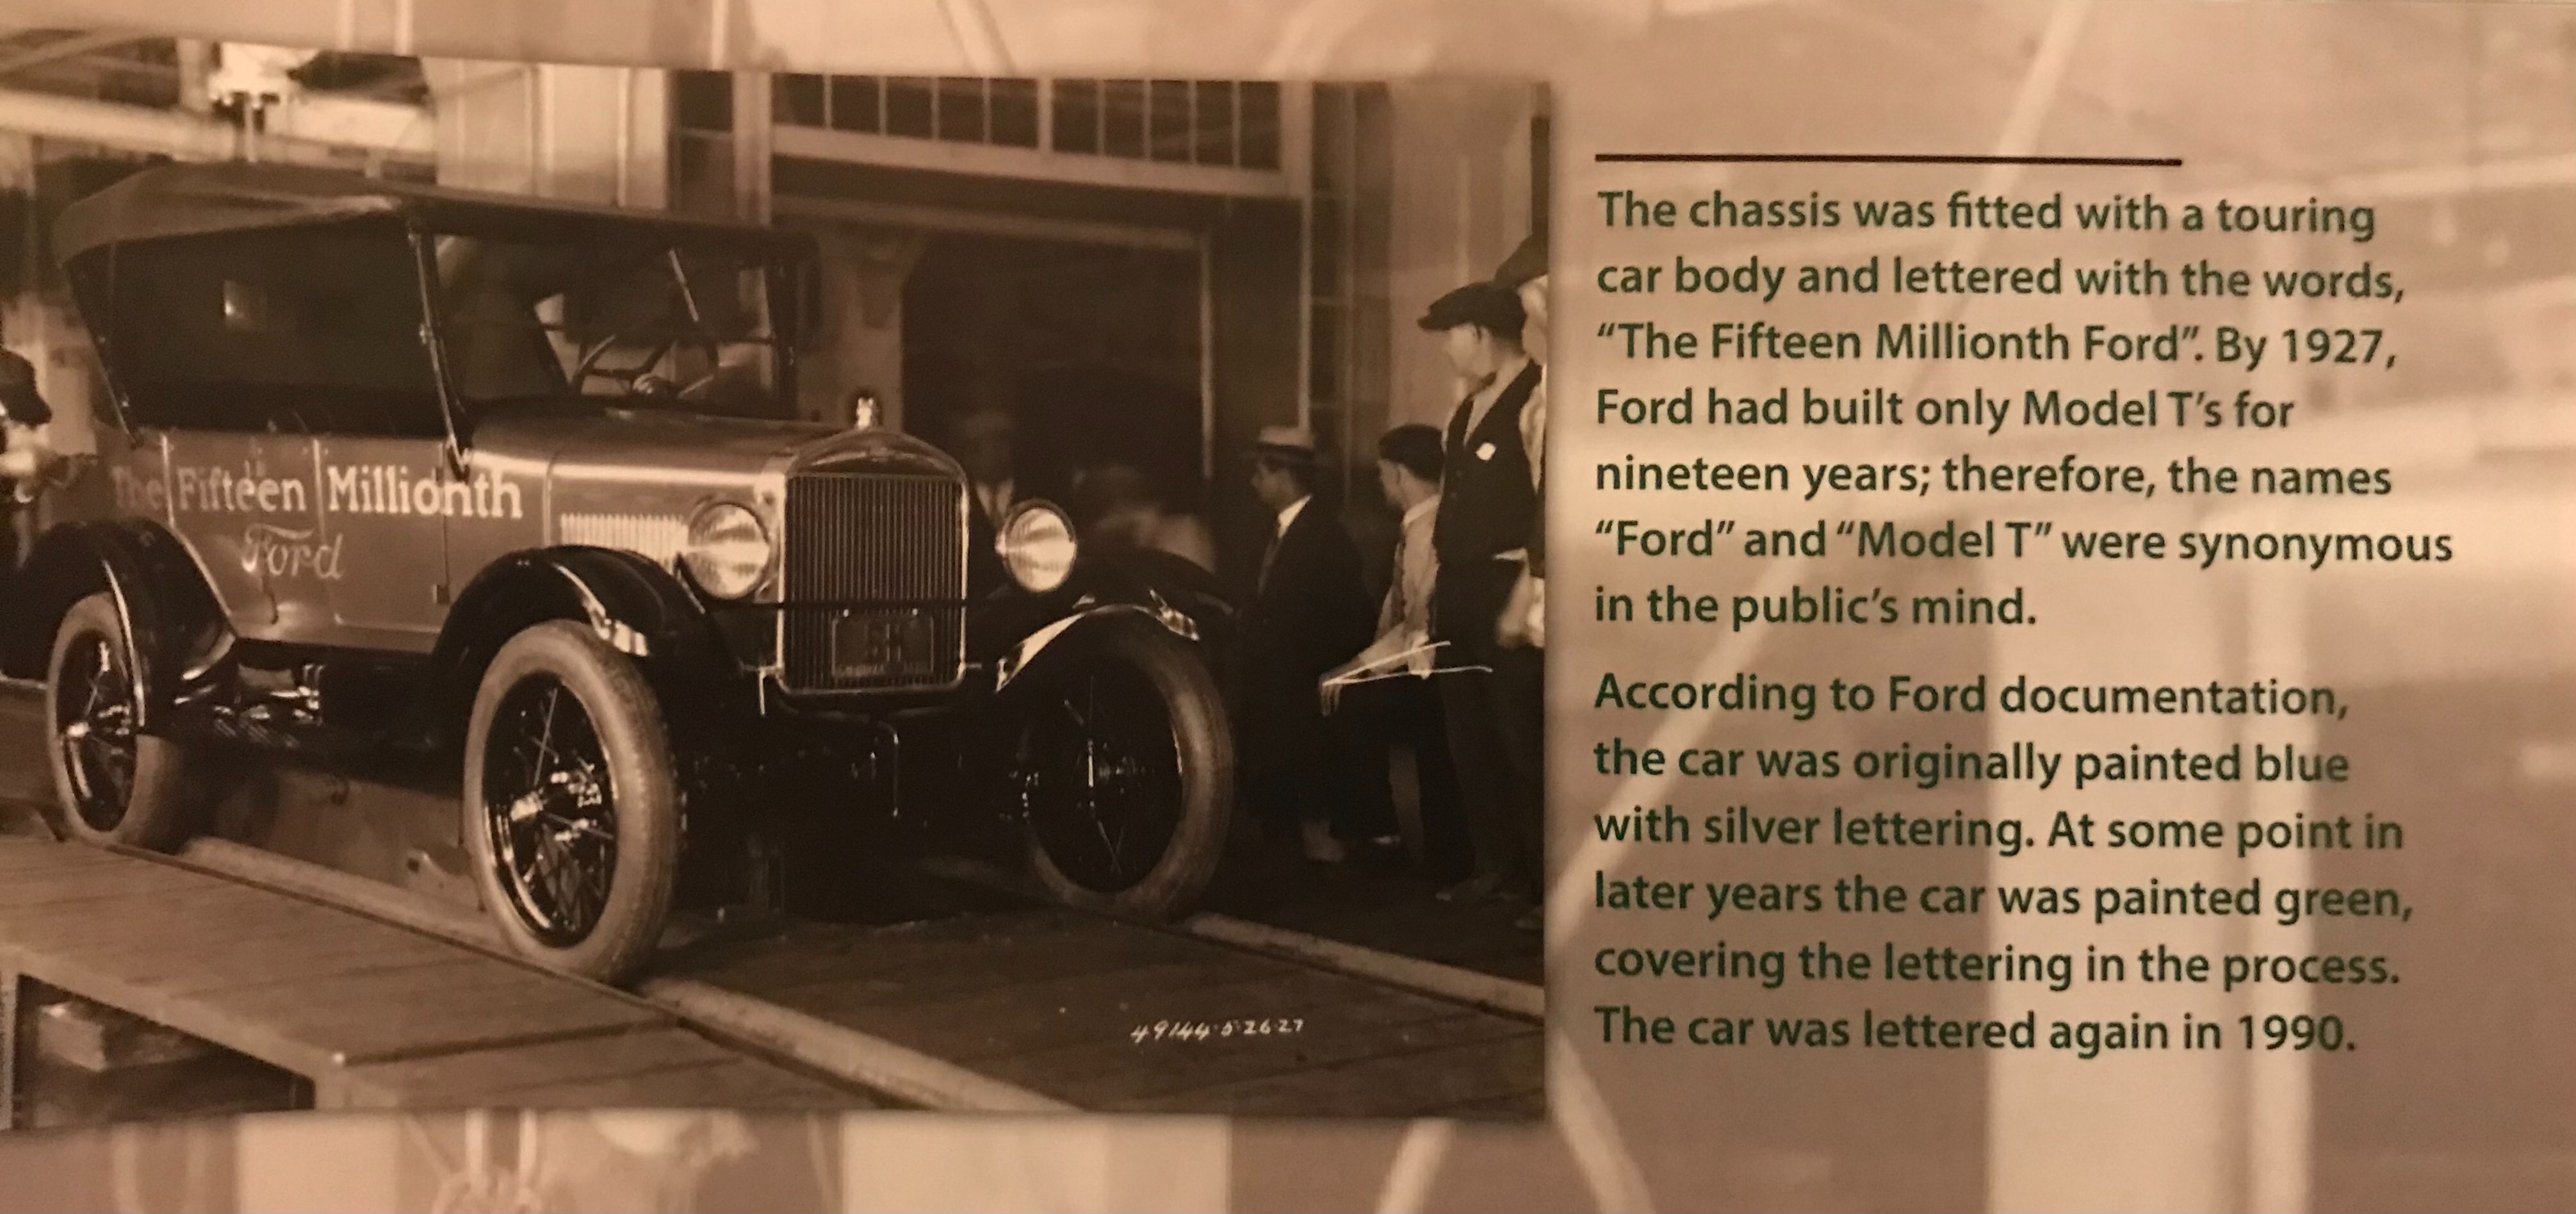 The Fifteen Millionth
Ford
49144·5·26·27
The chassis was fitted with a touring
car body and lettered with the words,
“The Fifteen Millionth Ford”. By 1927,
Ford had built only Model T’s for
nineteen years; therefore, the names
“Ford” and “Model T” were synonymous
in the public’s mind.
According to Ford documentation,
the car was originally painted blue
with silver lettering. At some point in
later years the car was painted green,
covering the lettering in the process.
The car was lettered again in 1990.